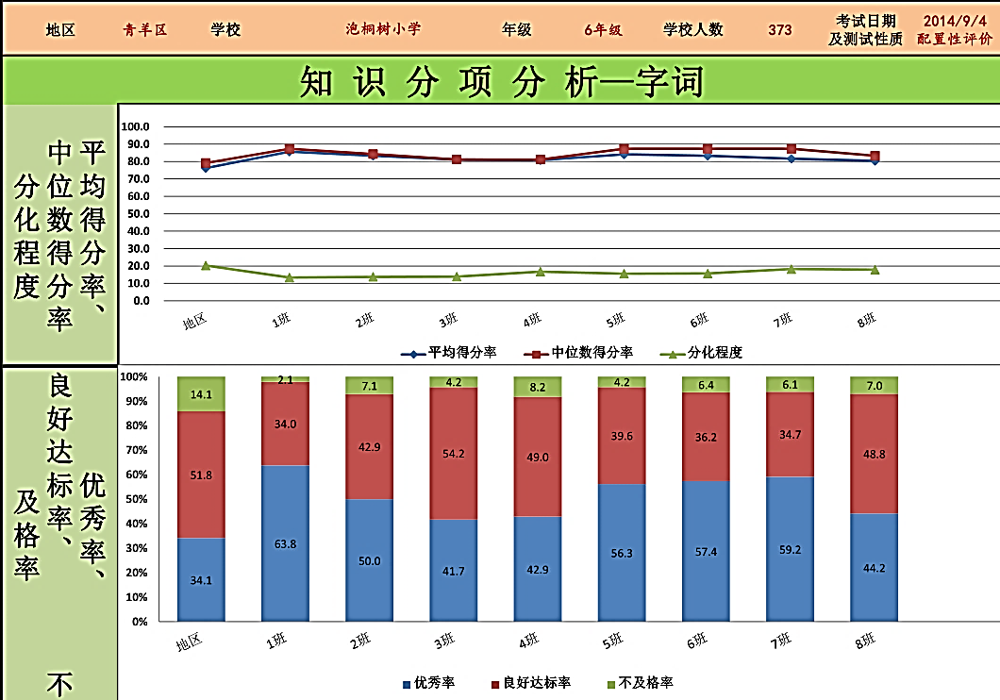 地区 青羊区 学校 泡桐树小学 年级 6年级 学校人数 373 考试日期及测试性质 2014/9/4 配置性评价
知 识 分 项 分 析—字词
平均得分率、
中位数得分率
分化程度
100.0
90.0
80.0
70.0
60.0
50.0
40.0
30.0
20.0
10.0
0.0
地区 1班 2班 3班 4班 5班 6班 7班 8班
平均得分率 中位数得分率 分化程度
优秀率、
良好达标率、 不
及格率
100%
90%
80%
70%
60%
50%
40%
30%
20%
10%
0%
14.1 2.1 7.1 4.2 8.2 4.2 6.4 6.1 7.0
51.8 34.0 42.9 54.2 49.0 39.6 36.2 34.7 48.8
34.1 63.8 50.0 41.7 42.9 56.3 57.4 59.2 44.2
地区 1班 2班 3班 4班 5班 6班 7班 8班
优秀率 良好达标率 不及格率